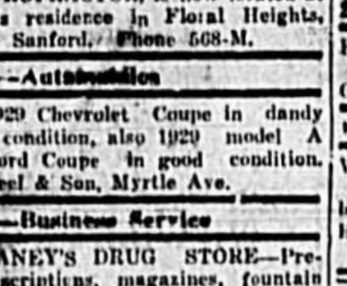 s residence in Floral Heights,
Sanford. Phone 568-M.
—Automobiles
929 Chevrolet Coupe in dandy
condition, also 1929 model A
ord Coupe in good condition.
eel & Son, Myrtle Ave.
—Business Service
ANEY'S DRUG STORE—Pre-
scriptions, magazines, fountain